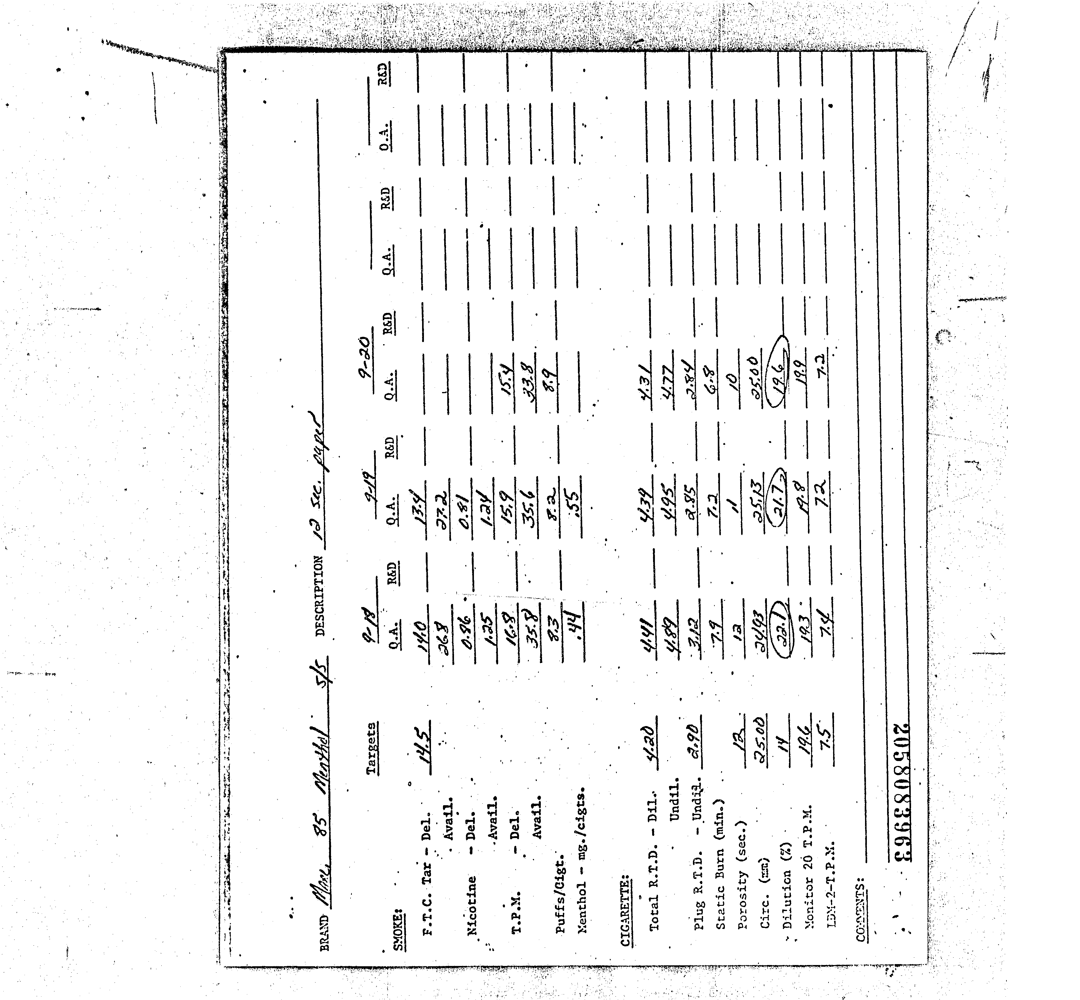 BRAND More 85 Menthol S/S DESCRIPTION 12 sec. paper
Targets 9-18 9-19 9-20
Q.A. R&D Q.A. R&D Q.A. R&D Q.A. R&D Q.A. R&D
SMOKE:
F.T.C. Tar - Del. 14.5 14.0 13.4
Avail. 26.8 27.2
Nicotine - Del. 0.86 0.81
Avail. 1.25 1.24
T.P.M. - Del. 16.8 15.9 15.4
Avail. 35.8 35.6 33.8
Puffs/Cigt. 8.3 8.2 8.9
Menthol - mg./cigts. .44 .55
CIGARETTE:
Total R.T.D. - Dil. 4.20 4.41 4.39 4.31
Undil. 4.89 4.95 4.77
Plug R.T.D. - Undil. 2.90 3.12 2.85 2.84
Static Burn (min.) 7.9 7.2 6.8
Porosity (sec.) 12 12 11 10
Circ. (mm) 25.00 24.93 25.13 25.00
Dilution (%) 14 22.1 21.7 19.6
Monitor 20 T.P.M. 19.6 19.3 19.8 19.9
LDM-2-T.P.M. 7.5 7.4 7.2 7.2
COMMENTS:
2058083963